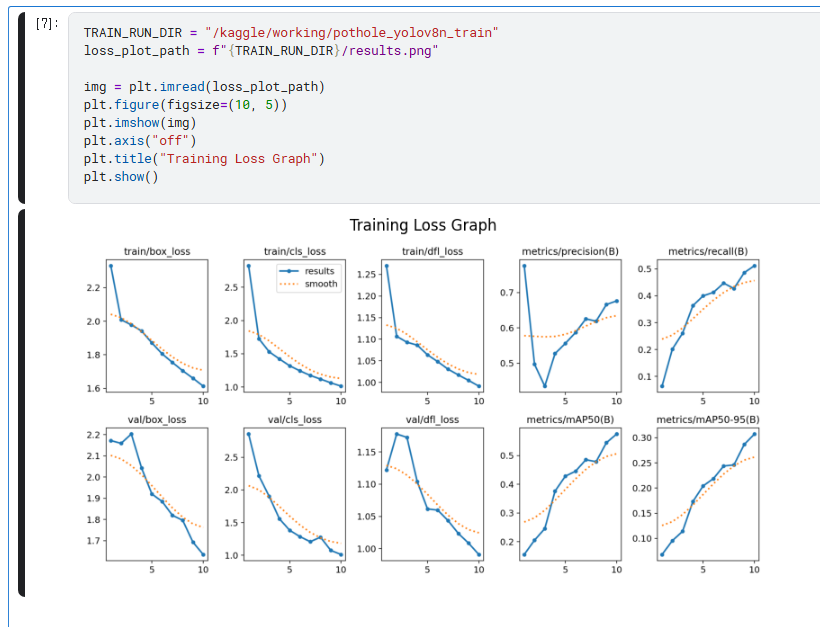 [7]:
TRAIN_RUN_DIR = "/kaggle/working/pothole_yolov8n_train"
loss_plot_path = f"{TRAIN_RUN_DIR}/results.png"
img = plt.imread(loss_plot_path)
plt.figure(figsize=(10, 5))
plt.imshow(img)
plt.axis("off")
plt.title("Training Loss Graph")
plt.show()
Training Loss Graph
train/box_loss
2.2
2.0
1.8
1.6
5 10
train/cls_loss
results
smooth
2.5
2.0
1.5
1.0
5 10
train/dfl_loss
1.25
1.20
1.15
1.10
1.05
1.00
5 10
metrics/precision(B)
0.7
0.6
0.5
5 10
metrics/recall(B)
0.5
0.4
0.3
0.2
0.1
5 10
val/box_loss
2.2
2.1
2.0
1.9
1.8
1.7
5 10
val/cls_loss
2.5
2.0
1.5
1.0
5 10
val/dfl_loss
1.15
1.10
1.05
1.00
5 10
metrics/mAP50(B)
0.5
0.4
0.3
0.2
5 10
metrics/mAP50-95(B)
0.30
0.25
0.20
0.15
0.10
5 10